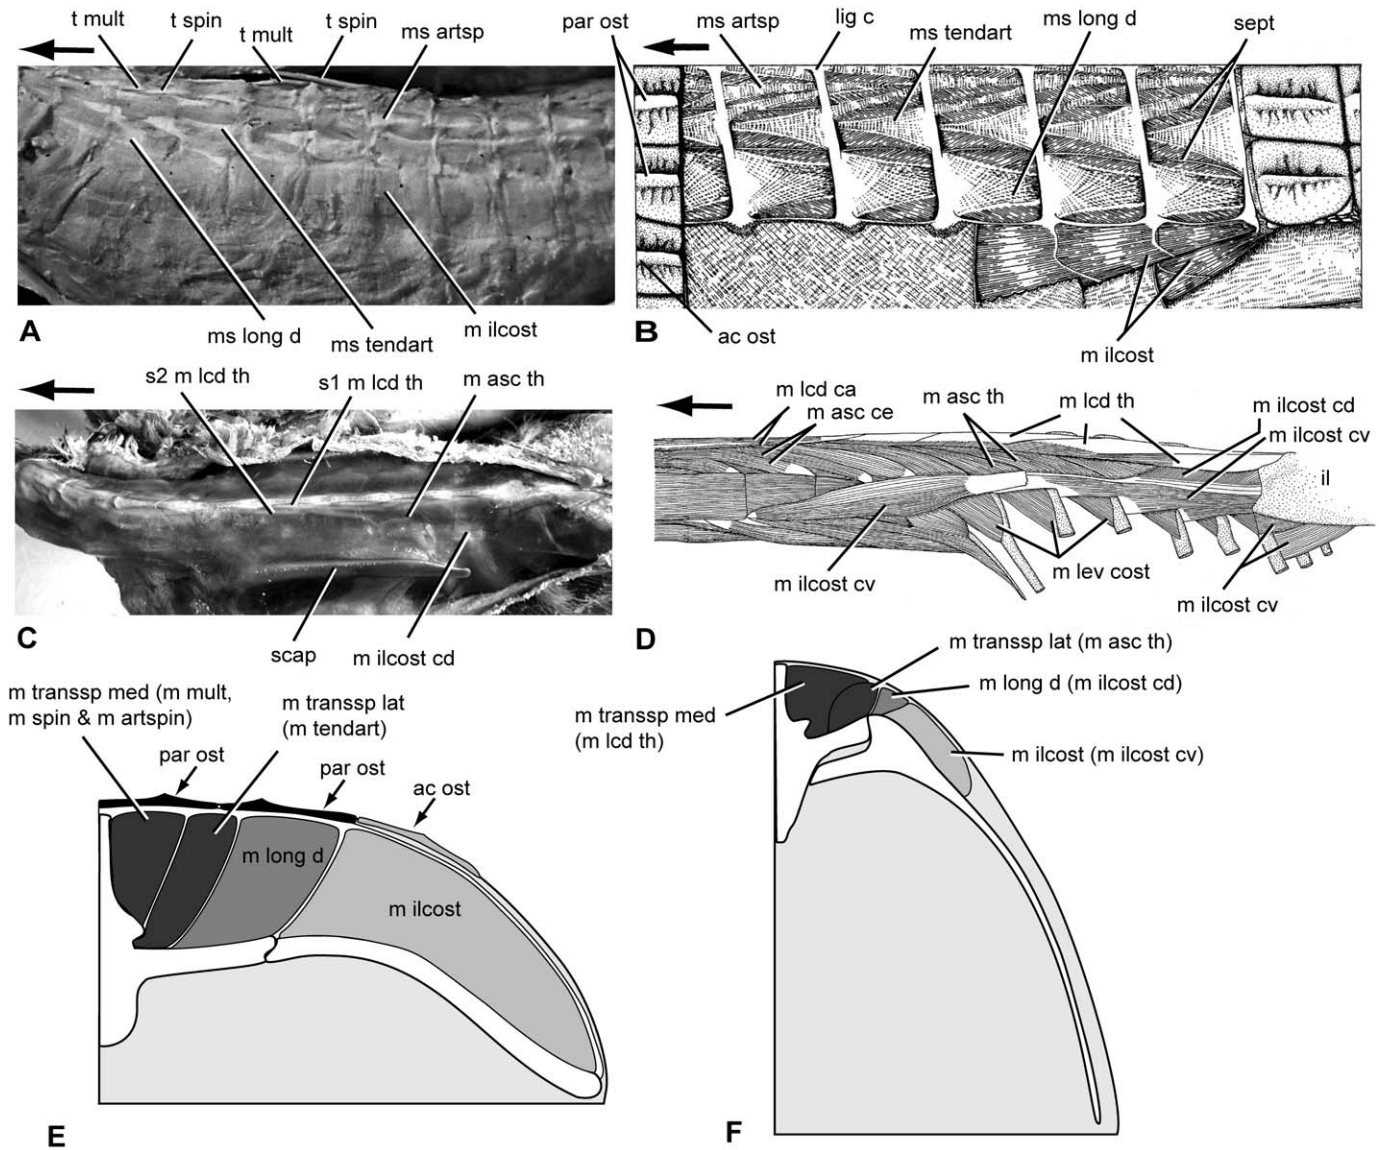 t mult
t spin
t mult
t spin
ms artsp
A
ms long d
ms tendart
m ilcost
par ost
ms artsp
lig c
ms tendart
ms long d
sept
B
ac ost
m ilcost
s2 m lcd th
s1 m lcd th
m asc th
C
scap
m ilcost cd
m lcd ca
m asc ce
m asc th
m lcd th
m ilcost cd
m ilcost cv
il
m ilcost cv
m lev cost
m ilcost cv
D
m transsp med (m mult,
m spin & m artspin)
m transsp lat
(m tendart)
par ost
par ost
ac ost
m long d
m ilcost
E
m transsp lat (m asc th)
m long d (m ilcost cd)
m transsp med
(m lcd th)
m ilcost (m ilcost cv)
F